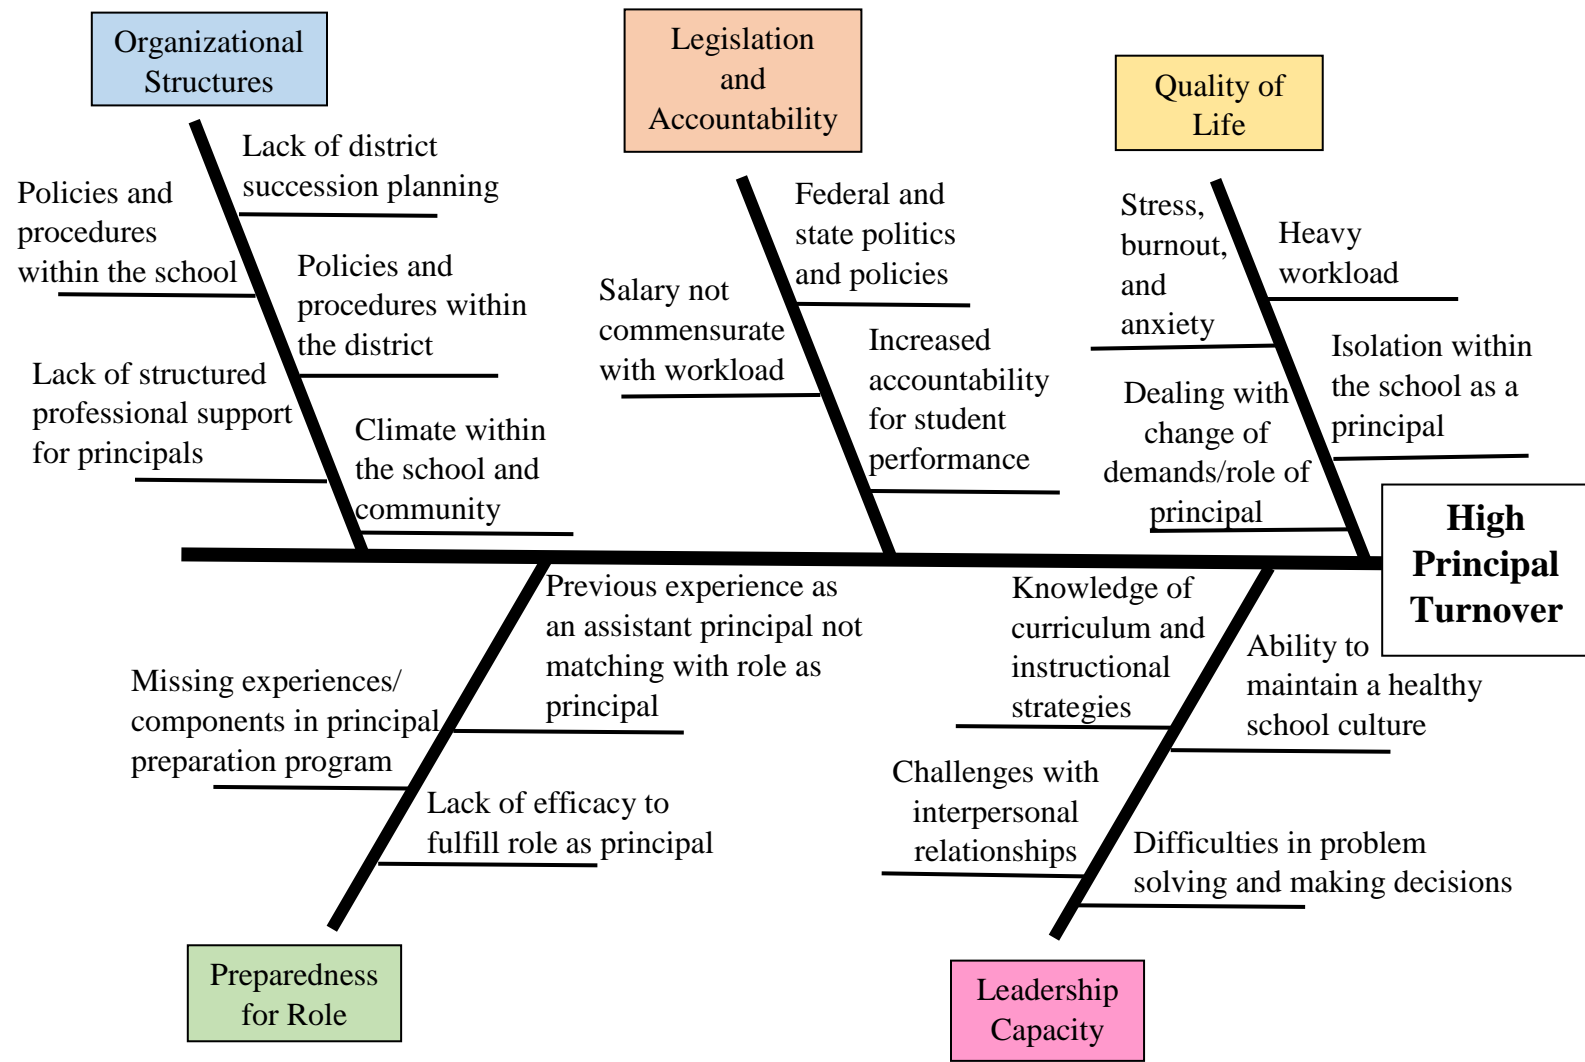 Organizational
Structures
Legislation
and
Accountability
Quality of
Life
Lack of district
succession planning
Policies and
procedures
within the school
Policies and
procedures within
the district
Lack of structured
professional support
for principals
Climate within
the school and
community
Federal and
state politics
and policies
Salary not
commensurate
with workload
Increased
accountability
for student
performance
Stress,
burnout,
and
anxiety
Heavy
workload
Isolation within
the school as a
principal
Dealing with
change of
demands/role of
principal
High
Principal
Turnover
Previous experience as
an assistant principal not
matching with role as
principal
Missing experiences/
components in principal
preparation program
Lack of efficacy to
fulfill role as principal
Knowledge of
curriculum and
instructional
strategies
Ability to
maintain a healthy
school culture
Challenges with
interpersonal
relationships
Difficulties in problem
solving and making decisions
Preparedness
for Role
Leadership
Capacity